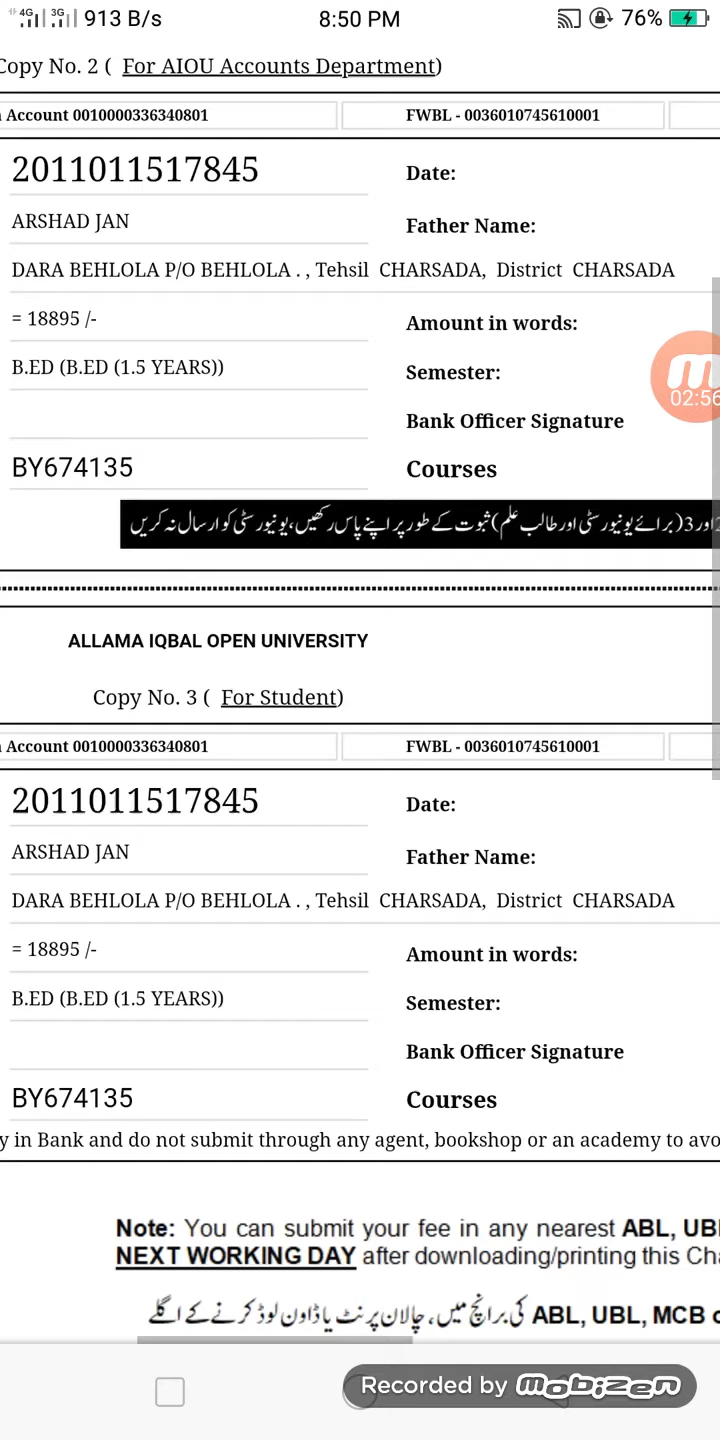 4G 3G 913 B/s 8:50 PM 76%
Copy No. 2 ( For AIOU Accounts Department)
Account 0010000336340801 FWBL - 0036010745610001
2011011517845 Date:
ARSHAD JAN Father Name:
DARA BEHLOLA P/O BEHLOLA . , Tehsil CHARSADA, District CHARSADA
= 18895 /- Amount in words:
B.ED (B.ED (1.5 YEARS)) Semester:
02:56
Bank Officer Signature
BY674135 Courses
اور 3(برائے یونیورسٹی اور طالب علم) ثبوت کے طور پر اپنے پاس رکھیں، یونیورسٹی کو ارسال نہ کریں
ALLAMA IQBAL OPEN UNIVERSITY
Copy No. 3 ( For Student)
Account 0010000336340801 FWBL - 0036010745610001
2011011517845 Date:
ARSHAD JAN Father Name:
DARA BEHLOLA P/O BEHLOLA . , Tehsil CHARSADA, District CHARSADA
= 18895 /- Amount in words:
B.ED (B.ED (1.5 YEARS)) Semester:
Bank Officer Signature
BY674135 Courses
y in Bank and do not submit through any agent, bookshop or an academy to avo
Note: You can submit your fee in any nearest ABL, UBL
NEXT WORKING DAY after downloading/printing this Cha
ABL, UBL, MCB کی برانچ میں، چالان پرنٹ یا ڈاون لوڈ کرنے کے اگلے
Recorded by mobizen